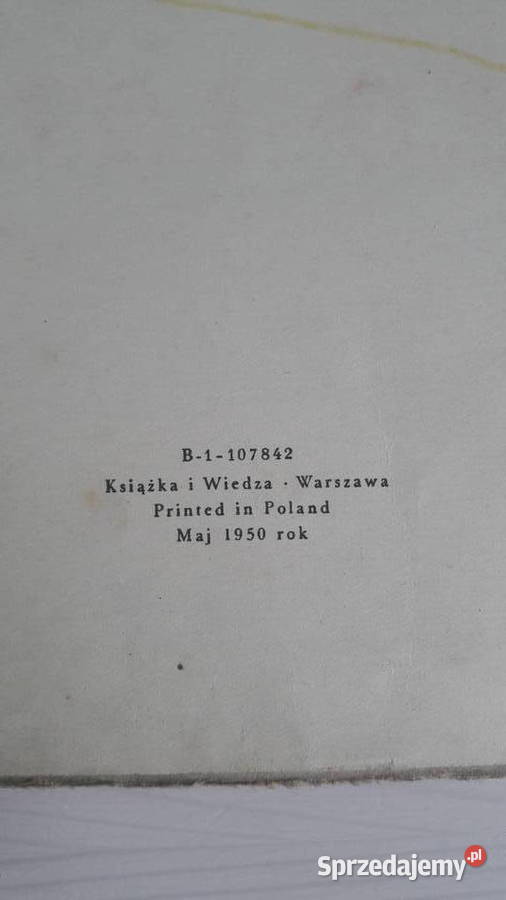 B-1-107842
Książka i Wiedza · Warszawa
Printed in Poland
Maj 1950 rok
Sprzedajemy.pl